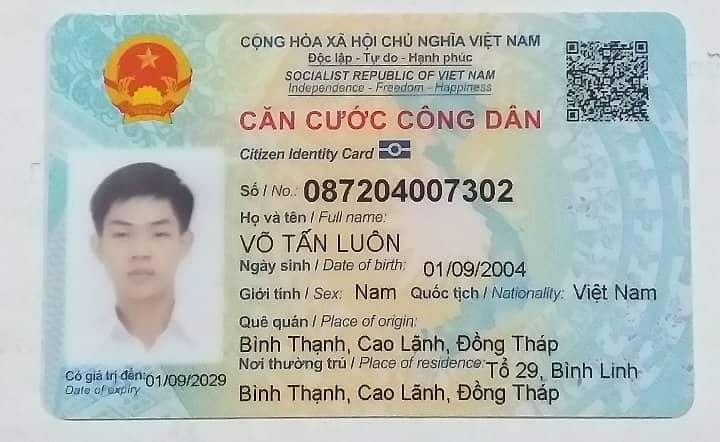 CỘNG HÒA XÃ HỘI CHỦ NGHĨA VIỆT NAM
Độc lập - Tự do - Hạnh phúc
SOCIALIST REPUBLIC OF VIET NAM
Independence - Freedom - Happiness
CĂN CƯỚC CÔNG DÂN
Citizen Identity Card
Số / No.: 087204007302
Họ và tên / Full name:
VÕ TẤN LUÔN
Ngày sinh / Date of birth: 01/09/2004
Giới tính / Sex: Nam Quốc tịch / Nationality: Việt Nam
Quê quán / Place of origin:
Bình Thạnh, Cao Lãnh, Đồng Tháp
Nơi thường trú / Place of residence: Tổ 29, Bình Linh
Bình Thạnh, Cao Lãnh, Đồng Tháp
Có giá trị đến: 01/09/2029
Date of expiry